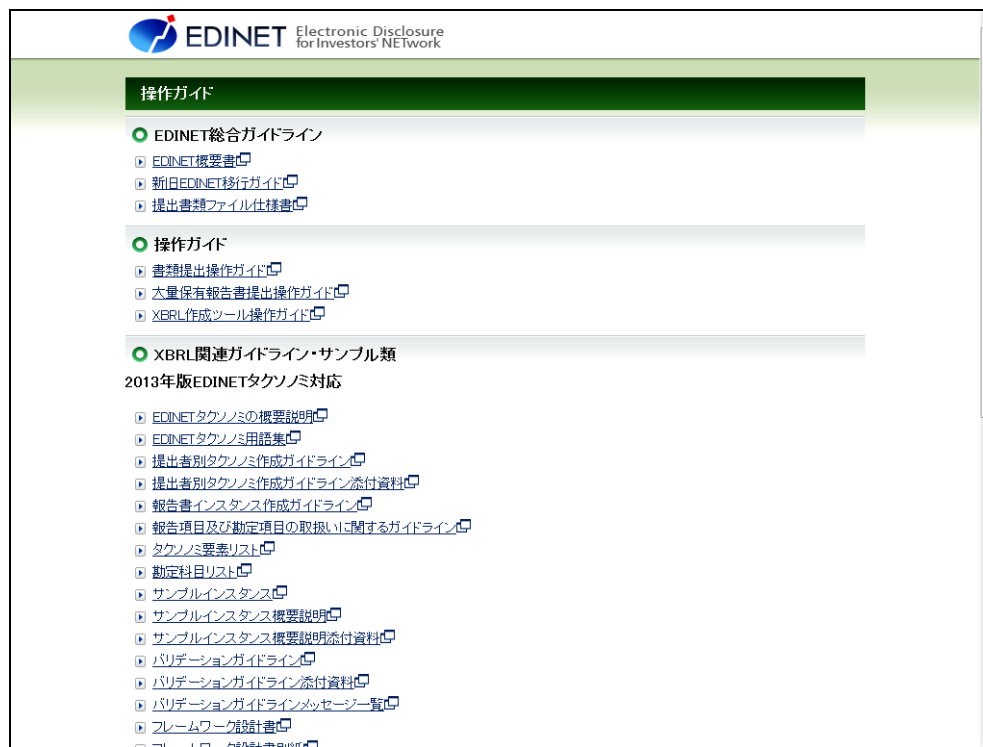 EDINET Electronic Disclosure
for Investors' NETwork
操作ガイド
EDINET総合ガイドライン
EDINET概要書
新旧EDINET移行ガイド
提出書類ファイル仕様書
操作ガイド
書類提出操作ガイド
大量保有報告書提出操作ガイド
XBRL作成ツール操作ガイド
XBRL関連ガイドライン・サンプル類
2013年版EDINETタクソノミ対応
EDINETタクソノミの概要説明
EDINETタクソノミ用語集
提出者別タクソノミ作成ガイドライン
提出者別タクソノミ作成ガイドライン添付資料
報告書インスタンス作成ガイドライン
報告項目及び勘定項目の取扱いに関するガイドライン
タクソノミ要素リスト
勘定科目リスト
サンプルインスタンス
サンプルインスタンス概要説明
サンプルインスタンス概要説明添付資料
バリデーションガイドライン
バリデーションガイドライン添付資料
バリデーションガイドラインメッセージ一覧
フレームワーク設計書